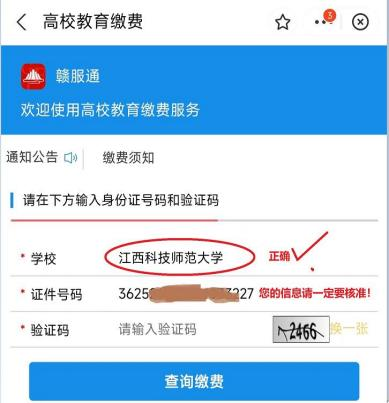 高校教育缴费
3
赣服通
欢迎使用高校教育缴费服务
通知公告 缴费须知
请在下方输入身份证号码和验证码
* 学校 江西科技师范大学 正确
* 证件号码 3625 3227 您的信息请一定要核准!
* 验证码 请输入验证码 2466 换一张
查询缴费